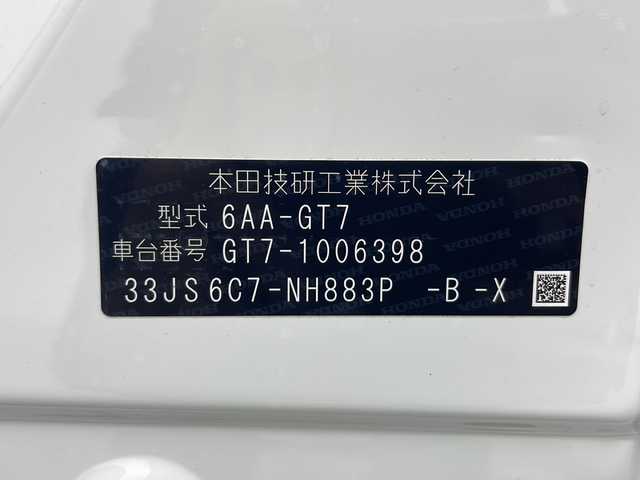 本田技研工業株式会社
型式 6AA-GT7
車台番号 GT7-1006398
33JS6C7-NH883P -B -X